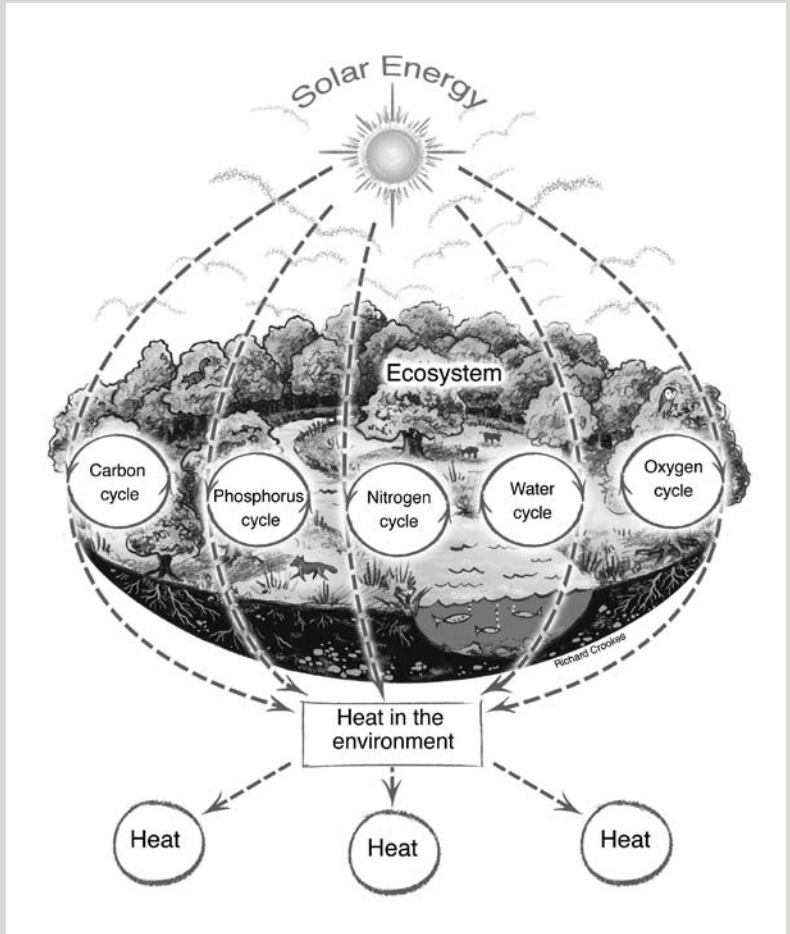 Solar Energy
Ecosystem
Carbon
cycle
Phosphorus
cycle
Nitrogen
cycle
Water
cycle
Oxygen
cycle
Richard Crookes
Heat in the
environment
Heat
Heat
Heat